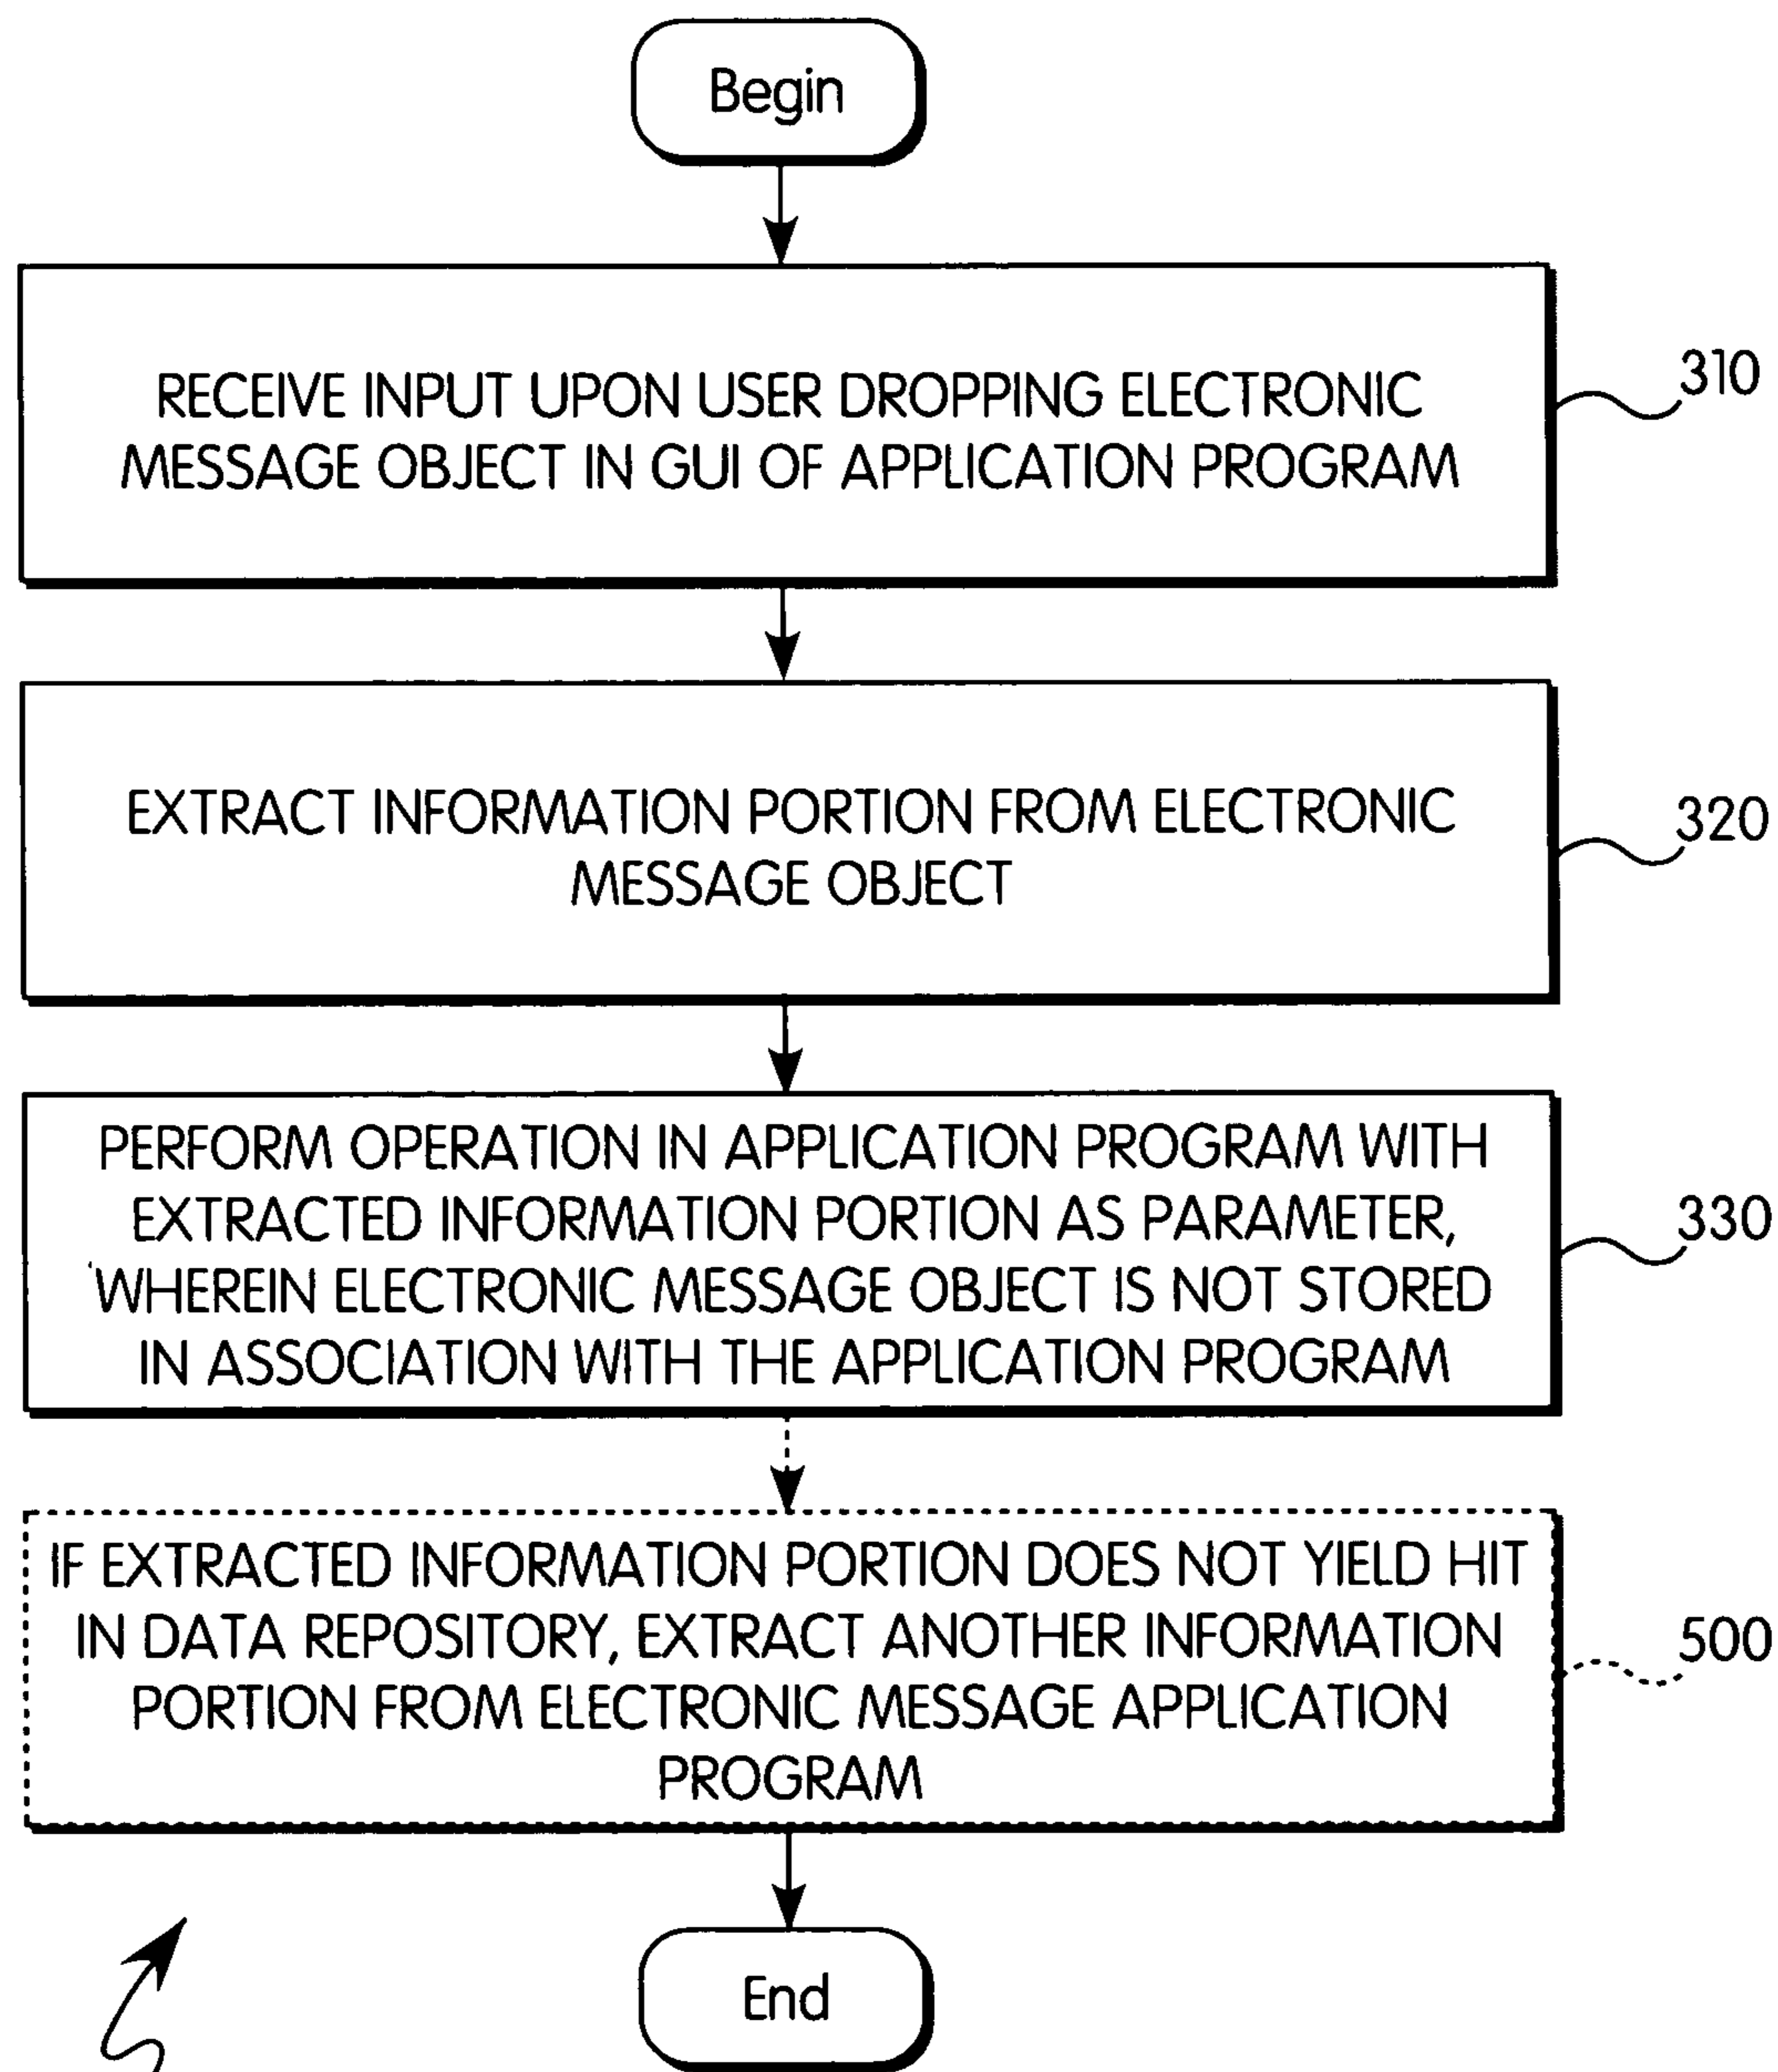 Begin
RECEIVE INPUT UPON USER DROPPING ELECTRONIC
MESSAGE OBJECT IN GUI OF APPLICATION PROGRAM
310
EXTRACT INFORMATION PORTION FROM ELECTRONIC
MESSAGE OBJECT
320
PERFORM OPERATION IN APPLICATION PROGRAM WITH
EXTRACTED INFORMATION PORTION AS PARAMETER,
WHEREIN ELECTRONIC MESSAGE OBJECT IS NOT STORED
IN ASSOCIATION WITH THE APPLICATION PROGRAM
330
IF EXTRACTED INFORMATION PORTION DOES NOT YIELD HIT
IN DATA REPOSITORY, EXTRACT ANOTHER INFORMATION
PORTION FROM ELECTRONIC MESSAGE APPLICATION
PROGRAM
500
End